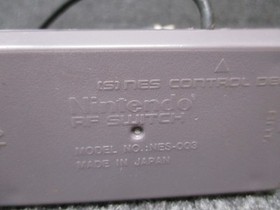 (S) NES CONTROL DE
Nintendo
RF SWITCH
MODEL NO.:NES-003
MADE IN JAPAN